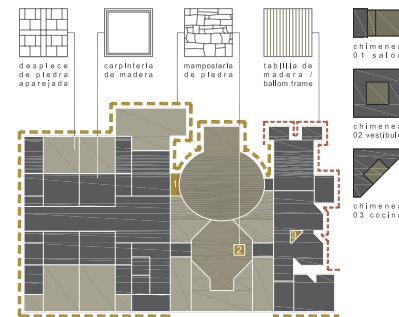 desplece
de piedra
aparejada
carpintería
de madera
mampostería
de piedra
tablilla de
madera /
ballom frame
chimenea
01 salón
chimenea
02 vestíbulo
chimenea
03 cocina
1
2
3